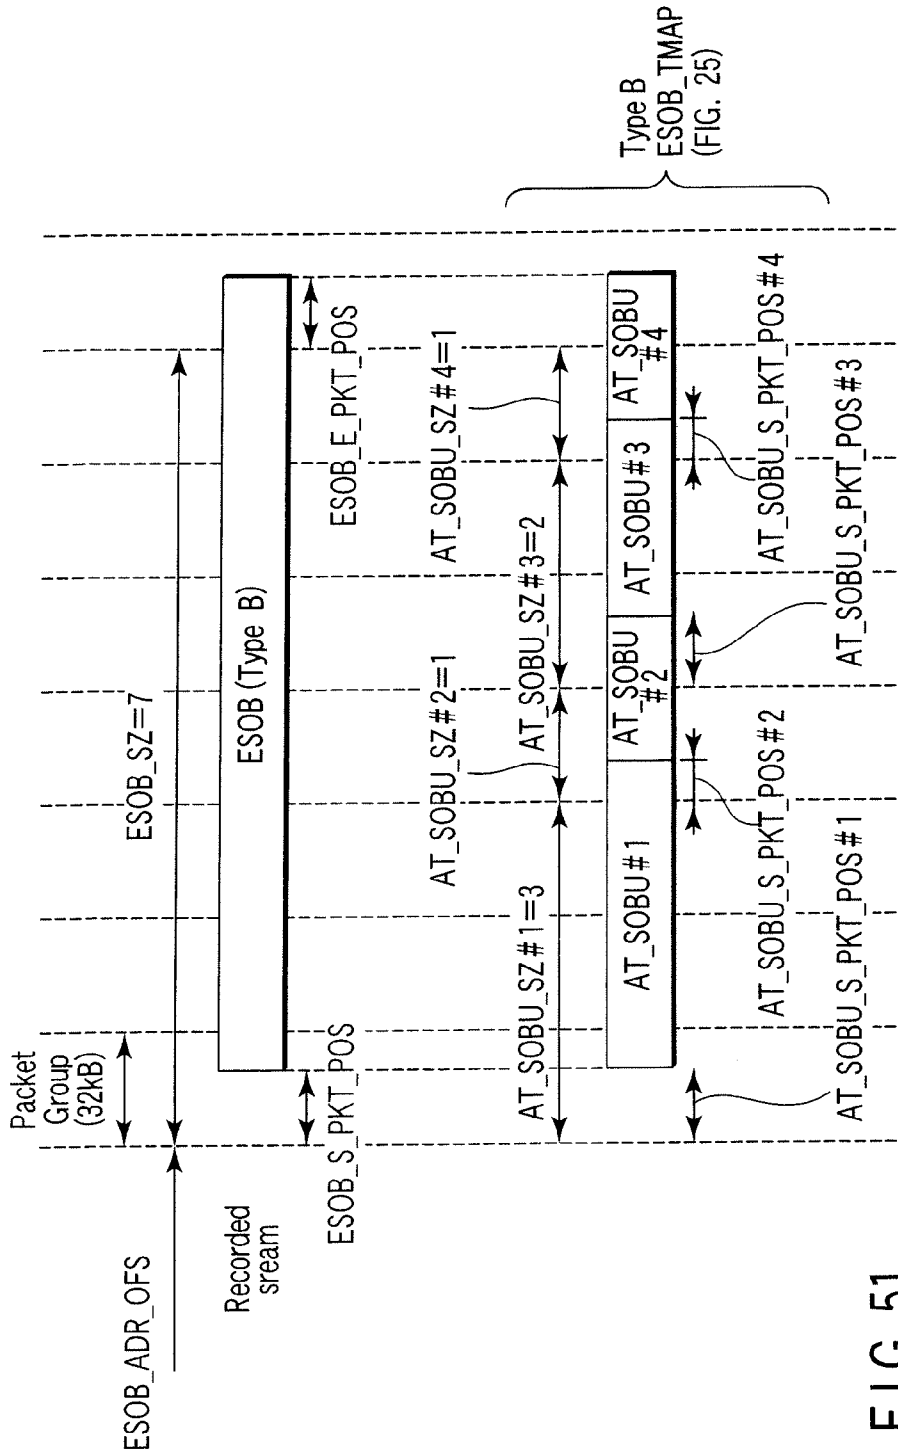 ESOB_ADR_OFS
Packet
Group
(32kB)
ESOB_SZ=7
Recorded
sream
ESOB (Type B)
ESOB_S_PKT_POS
ESOB_E_PKT_POS
AT_SOBU_SZ#2=1
AT_SOBU_SZ#4=1
AT_SOBU_SZ#1=3
AT_SOBU_SZ#3=2
AT_SOBU#1
AT_SOBU
#2
AT_SOBU#3
AT_SOBU
#4
Type B
ESOB_TMAP
(FIG. 25)
AT_SOBU_S_PKT_POS#2
AT_SOBU_S_PKT_POS#4
AT_SOBU_S_PKT_POS#1
AT_SOBU_S_PKT_POS#3
FIG. 51